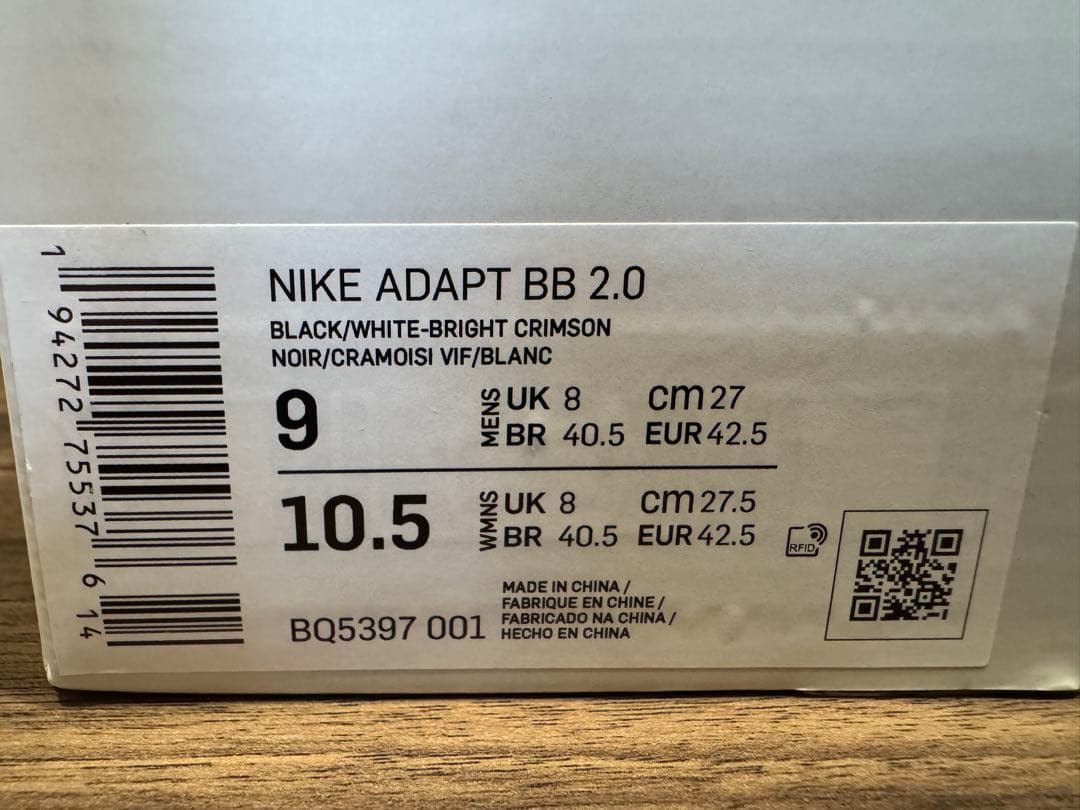 1 94272 75537 6 14
NIKE ADAPT BB 2.0
BLACK/WHITE-BRIGHT CRIMSON
NOIR/CRAMOISI VIF/BLANC
9 MENS UK 8 cm 27
BR 40.5 EUR 42.5
10.5 WMNS UK 8 cm 27.5
BR 40.5 EUR 42.5
RFID
BQ5397 001
MADE IN CHINA /
FABRIQUE EN CHINE /
FABRICADO NA CHINA /
HECHO EN CHINA